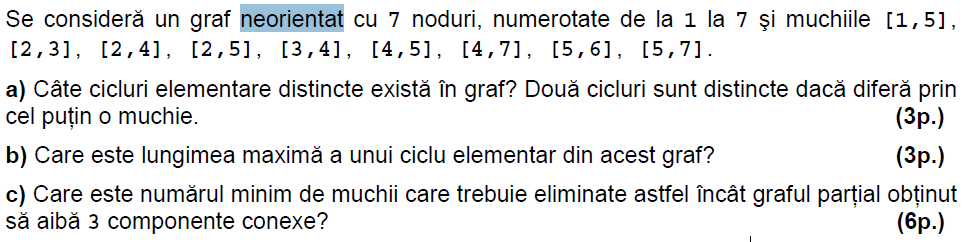 Se consideră un graf neorientat cu 7 noduri, numerotate de la 1 la 7 şi muchiile [1,5],
[2,3], [2,4], [2,5], [3,4], [4,5], [4,7], [5,6], [5,7].
a) Câte cicluri elementare distincte există în graf? Două cicluri sunt distincte dacă diferă prin
cel puţin o muchie. (3p.)
b) Care este lungimea maximă a unui ciclu elementar din acest graf? (3p.)
c) Care este numărul minim de muchii care trebuie eliminate astfel încât graful parţial obţinut
să aibă 3 componente conexe? (6p.)